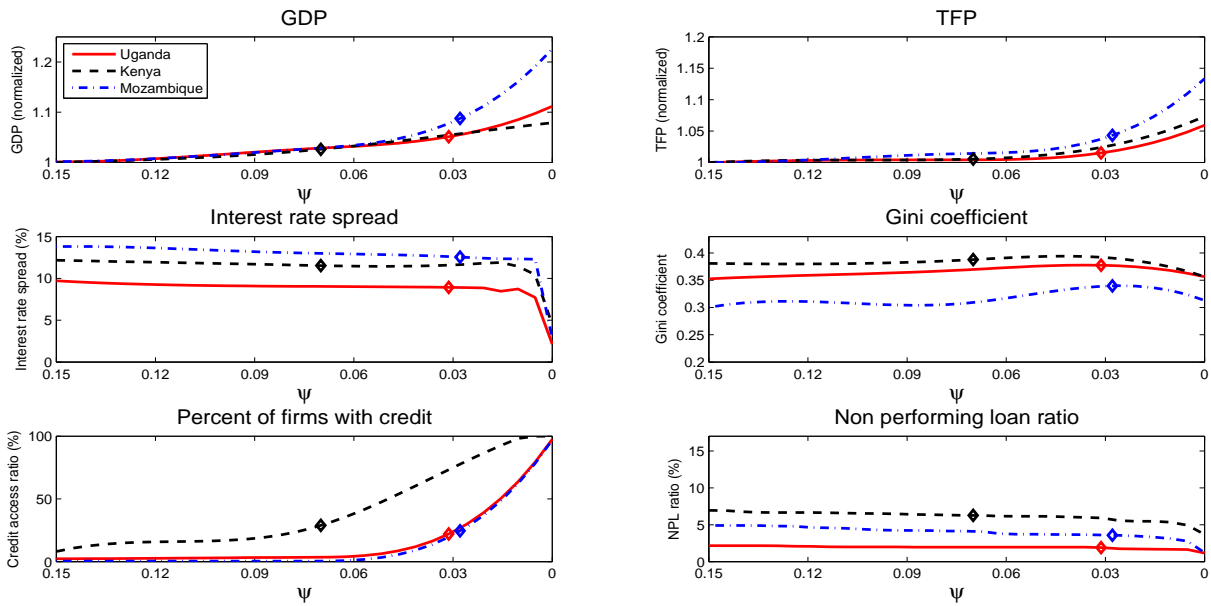 GDP
GDP (normalized)
1.2
1.1
1
Uganda
Kenya
Mozambique
0.15 0.12 0.09 0.06 0.03 0
ψ
TFP
TFP (normalized)
1.2
1.15
1.1
1.05
1
0.15 0.12 0.09 0.06 0.03 0
ψ
Interest rate spread
Interest rate spread (%)
15
10
5
0
0.15 0.12 0.09 0.06 0.03 0
ψ
Gini coefficient
Gini coefficient
0.4
0.35
0.3
0.25
0.2
0.15 0.12 0.09 0.06 0.03 0
ψ
Percent of firms with credit
Credit access ratio (%)
100
50
0
0.15 0.12 0.09 0.06 0.03 0
ψ
Non performing loan ratio
NPL ratio (%)
15
10
5
0
0.15 0.12 0.09 0.06 0.03 0
ψ